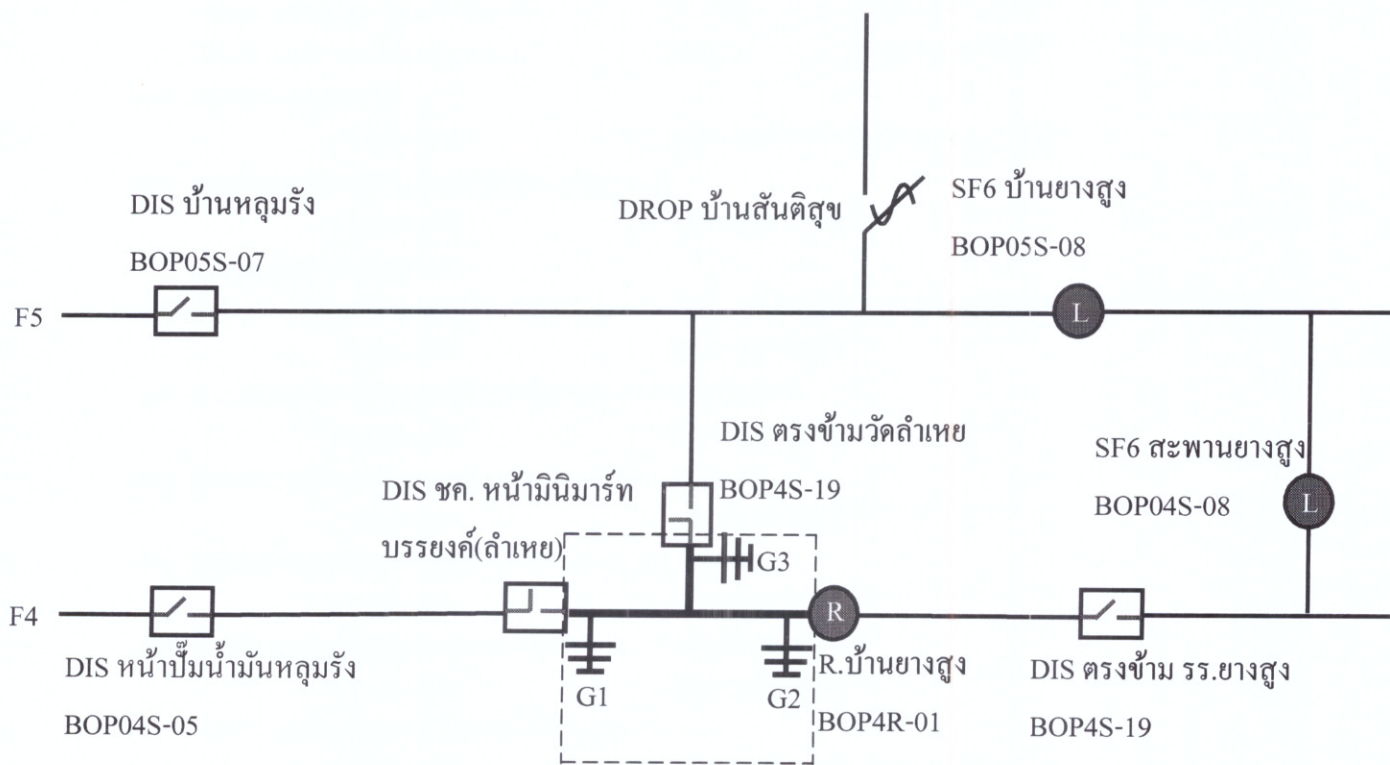 DIS บ้านหลุมรัง
BOP05S-07
DROP บ้านสันติสุข
SF6 บ้านยางสูง
BOP05S-08
F5
L
DIS ตรงข้ามวัดลำเหย
BOP4S-19
SF6 สะพานยางสูง
BOP04S-08
L
DIS ชค. หน้ามินิมาร์ท
บรรยงค์(ลำเหย)
G3
F4
R
DIS หน้าปั๊มน้ำมันหลุมรัง
BOP04S-05
G1
G2
R.บ้านยางสูง
BOP4R-01
DIS ตรงข้าม รร.ยางสูง
BOP4S-19